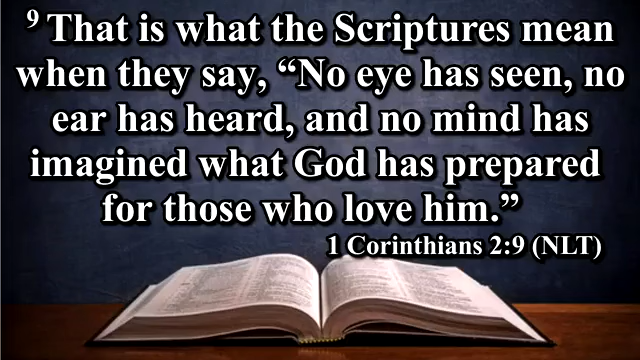 9 That is what the Scriptures mean
when they say, “No eye has seen, no
ear has heard, and no mind has
imagined what God has prepared
for those who love him.”
1 Corinthians 2:9 (NLT)